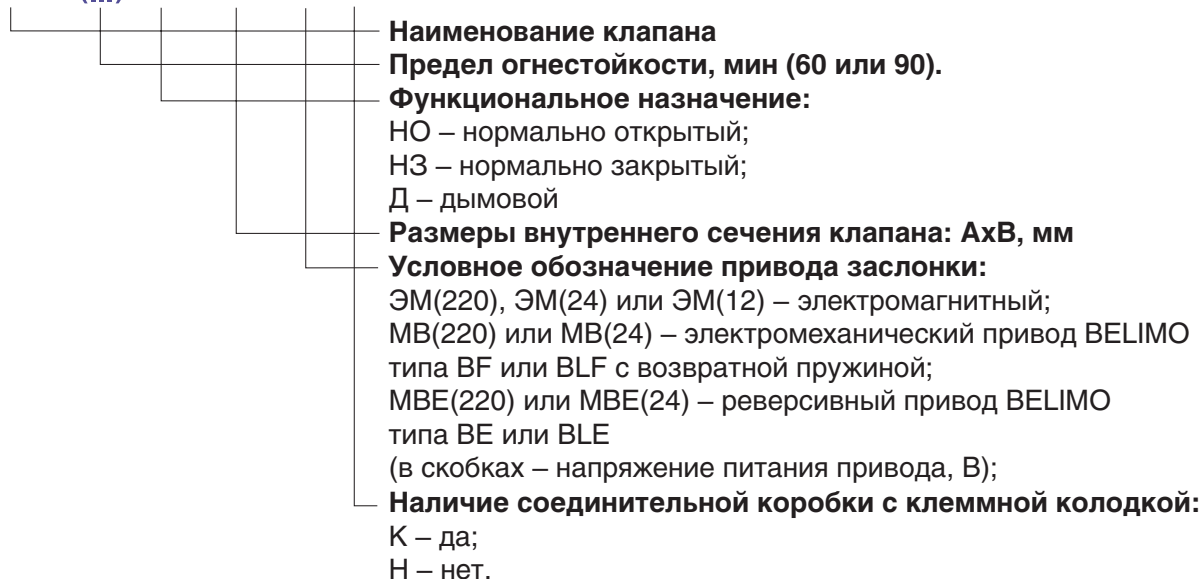 Наименование клапана
Предел огнестойкости, мин (60 или 90).
Функциональное назначение:
НО – нормально открытый;
НЗ – нормально закрытый;
Д – дымовой
Размеры внутреннего сечения клапана: АхВ, мм
Условное обозначение привода заслонки:
ЭМ(220), ЭМ(24) или ЭМ(12) – электромагнитный;
МВ(220) или МВ(24) – электромеханический привод BELIMO
типа BF или BLF с возвратной пружиной;
МВЕ(220) или МВЕ(24) – реверсивный привод BELIMO
типа BE или BLE
(в скобках – напряжение питания привода, В);
Наличие соединительной коробки с клеммной колодкой:
К – да;
Н – нет.